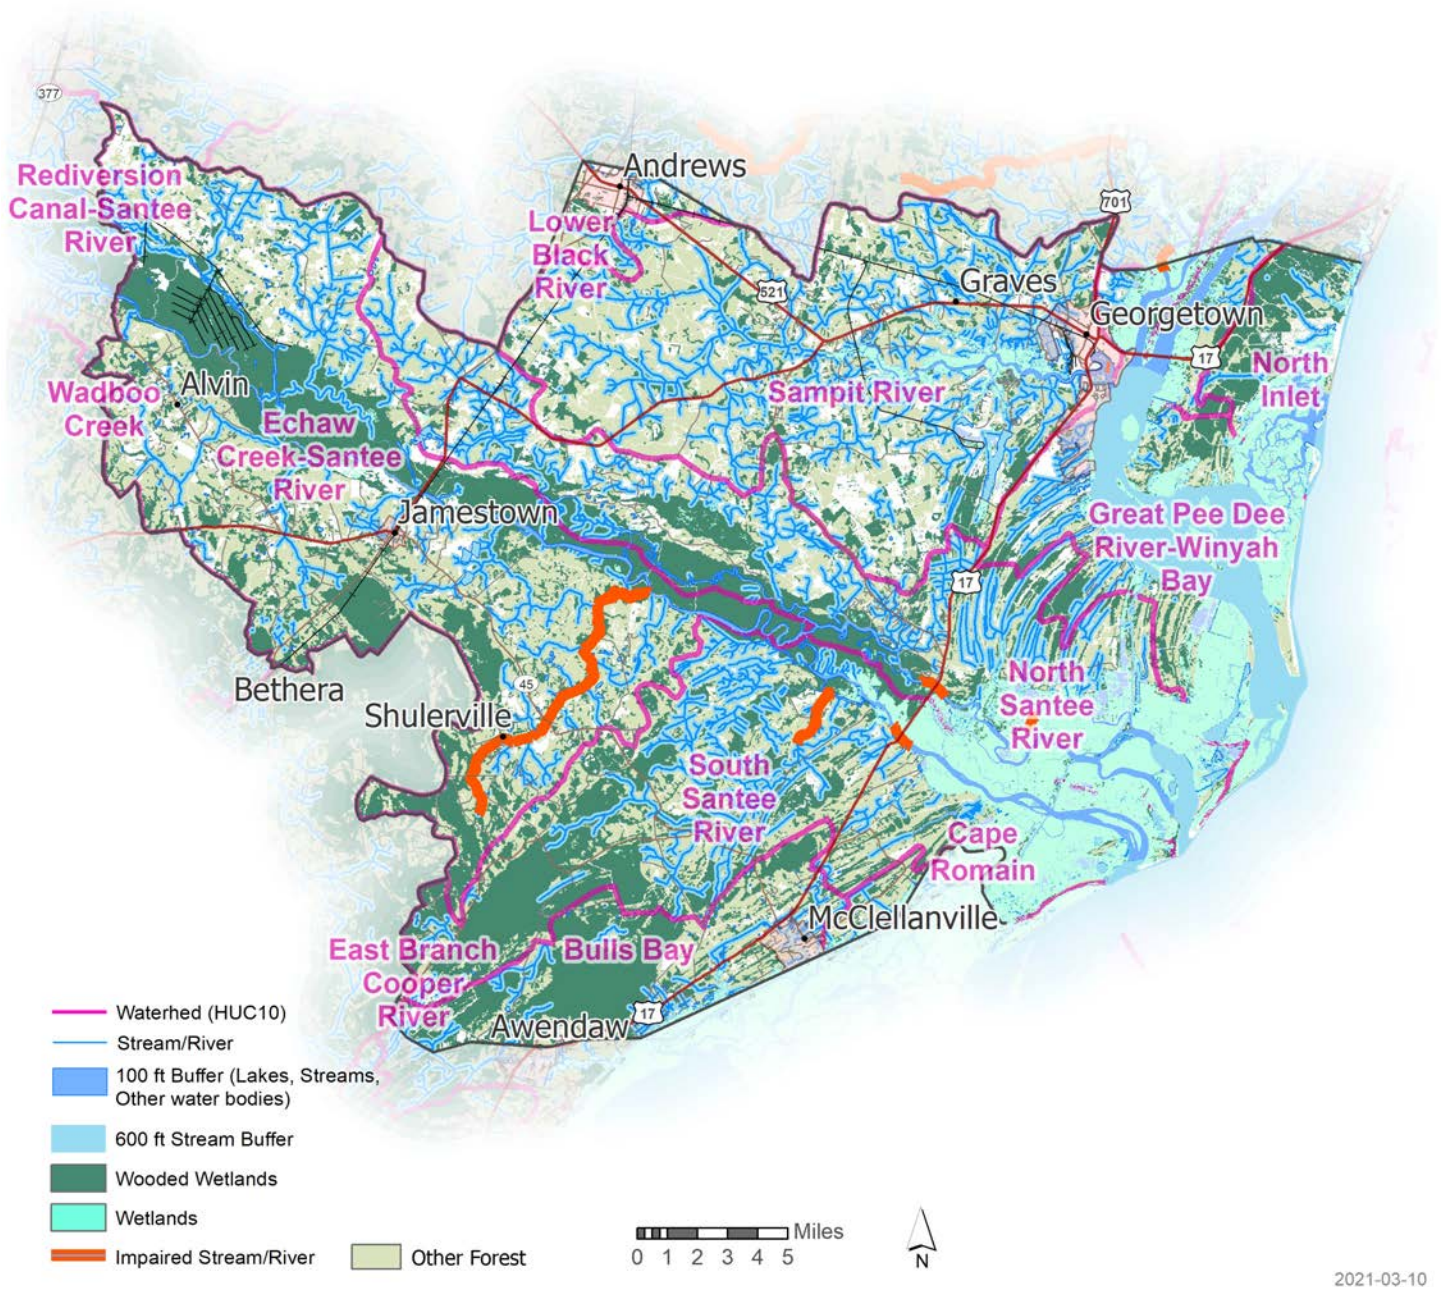 377
Andrews
Rediversion
Canal-Santee
River
701
Lower
Black
River
521
Graves
Georgetown
17
North
Inlet
Wadboo
Creek
Alvin
Echaw
Creek-Santee
River
Sampit River
Jamestown
Great Pee Dee
River-Winyah
Bay
17
Bethera
45
Shulerville
North
Santee
River
South
Santee
River
Cape
Romain
McClellanville
East Branch
Cooper
River
Bulls Bay
17
Awendaw
Waterhed (HUC10)
Stream/River
100 ft Buffer (Lakes, Streams,
Other water bodies)
600 ft Stream Buffer
Wooded Wetlands
Wetlands
Impaired Stream/River
Other Forest
Miles
0 1 2 3 4 5
N
2021-03-10